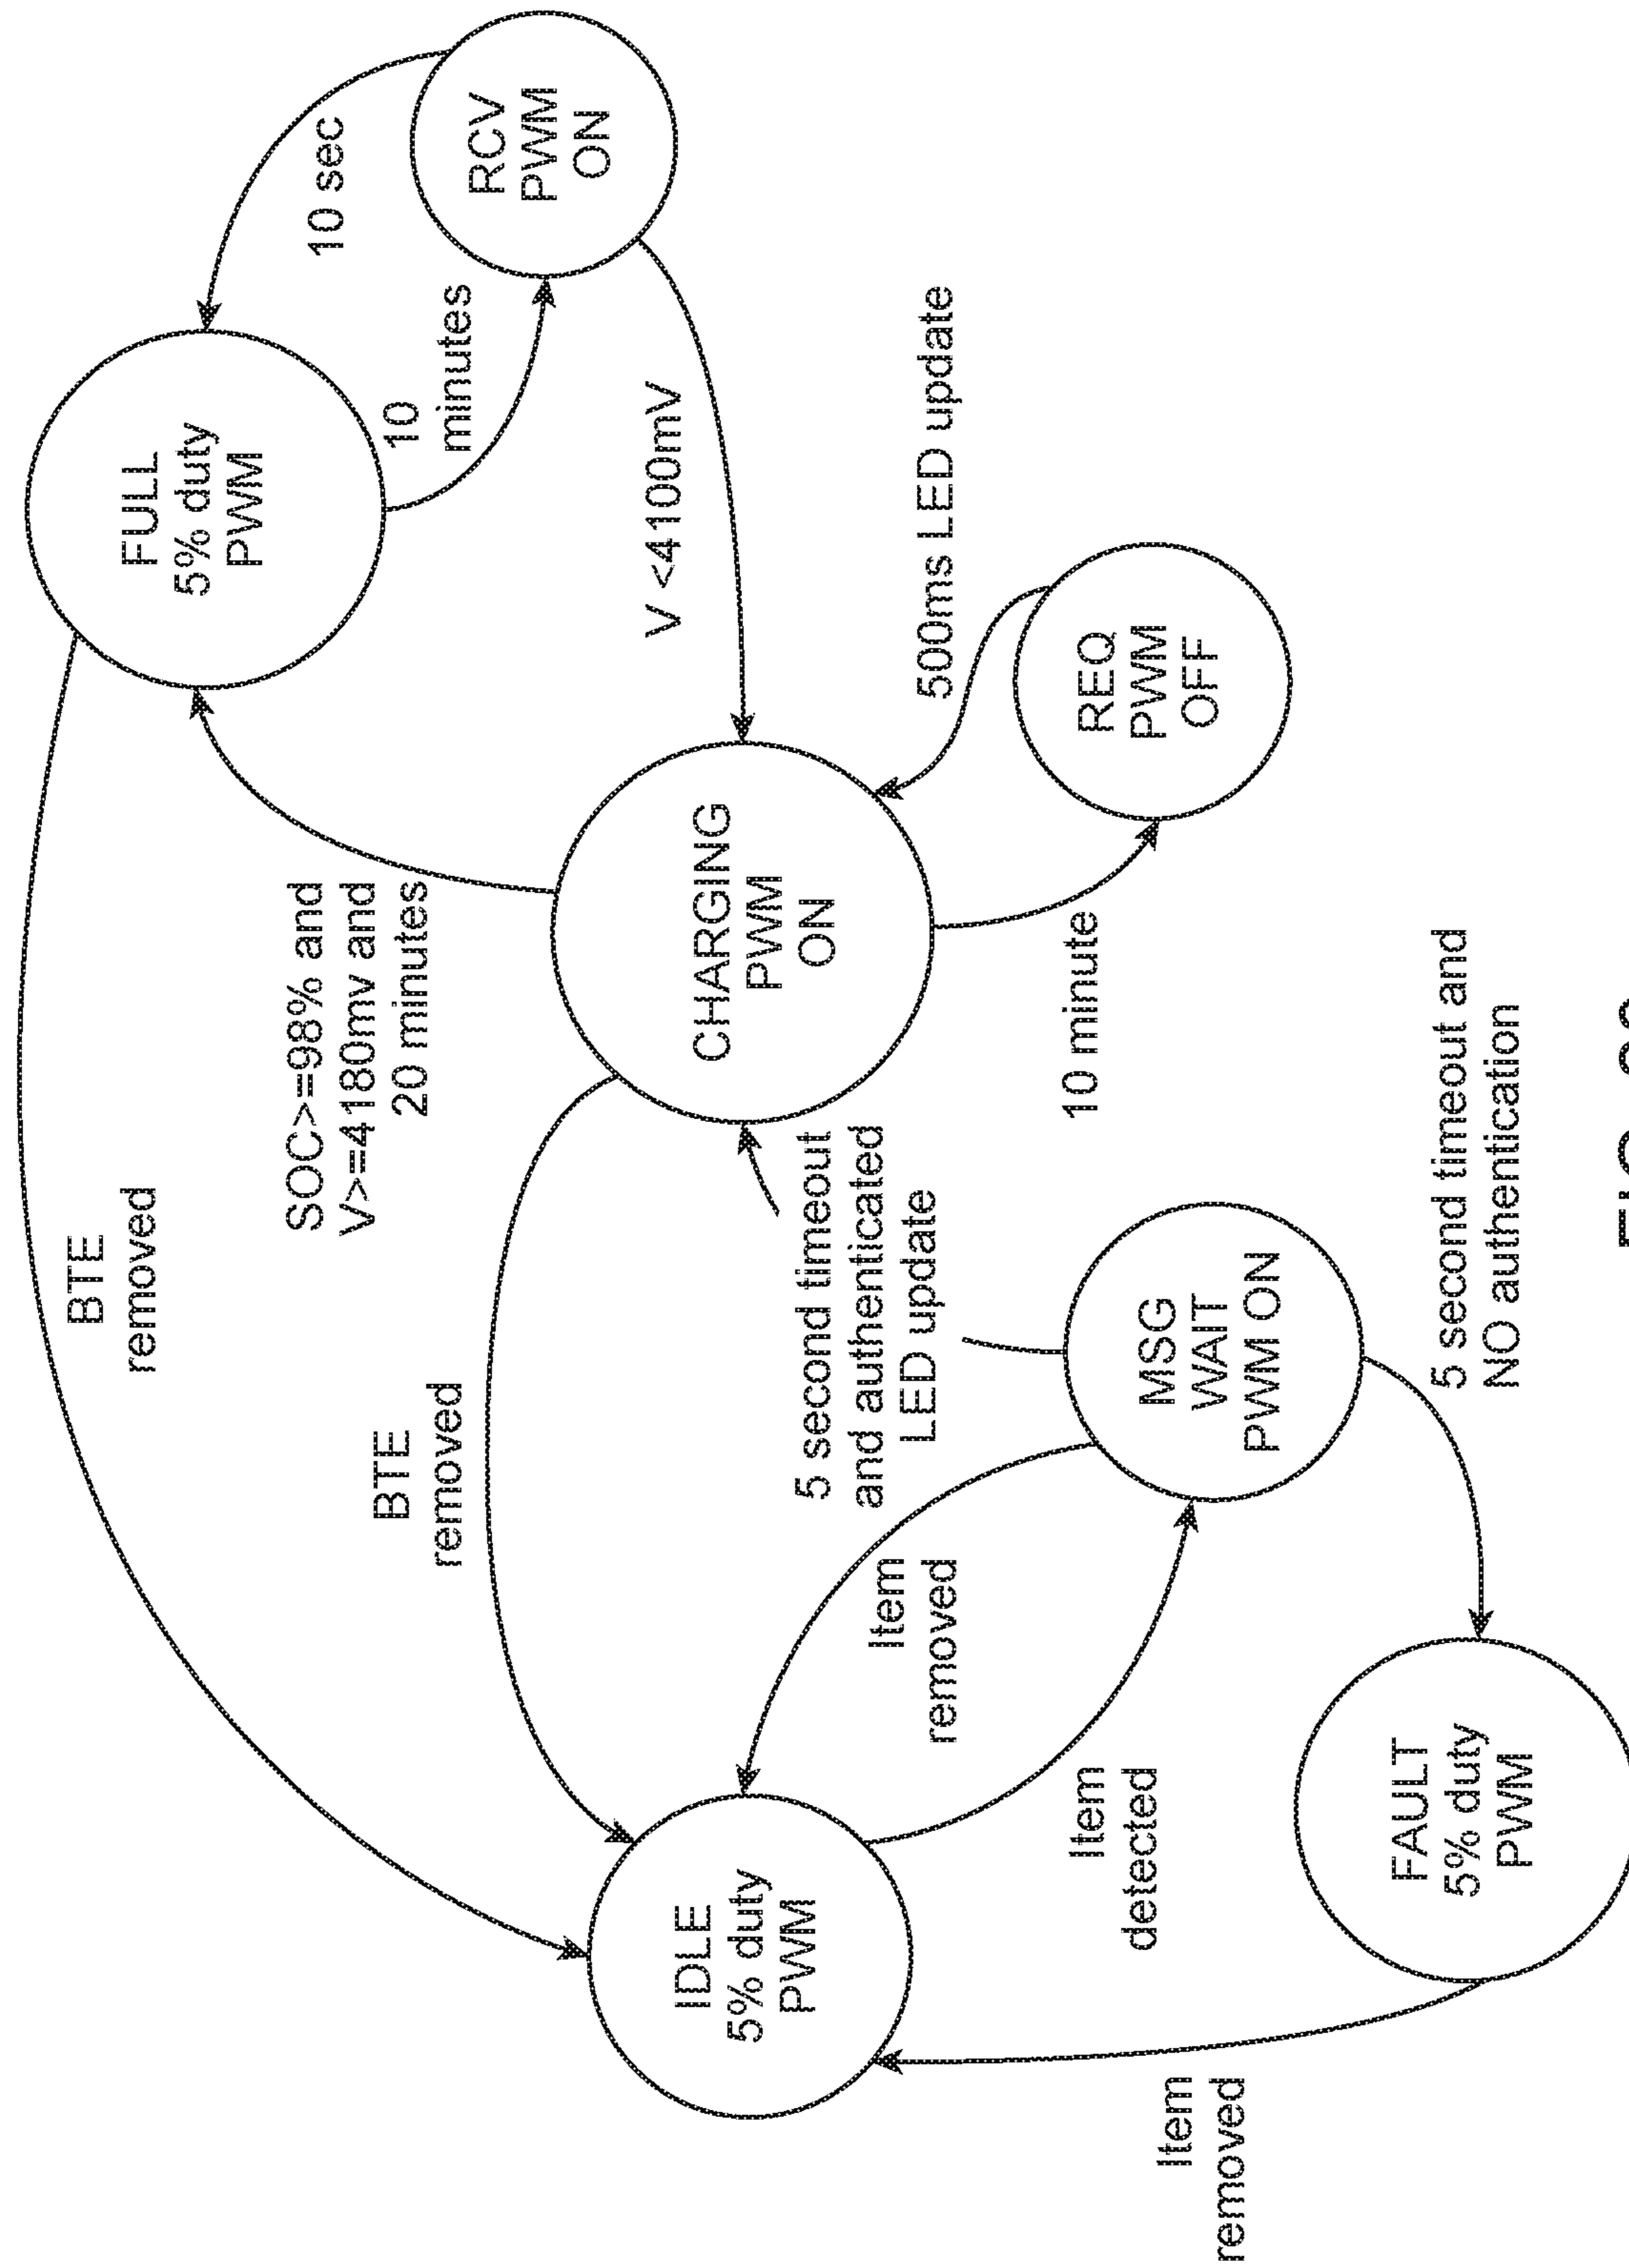 BTE
removed
FULL
5% duty
PWM
10 sec
SOC>=98% and
V>=4180mv and
20 minutes
10
minutes
BTE
removed
RCV
PWM
ON
V <4100mV
IDLE
5% duty
PWM
CHARGING
PWM
ON
5 second timeout
and authenticated
LED update
500ms LED update
Item
removed
10 minute
REQ
PWM
OFF
Item
detected
MSG
WAIT
PWM ON
Item
removed
FAULT
5% duty
PWM
5 second timeout and
NO authentication